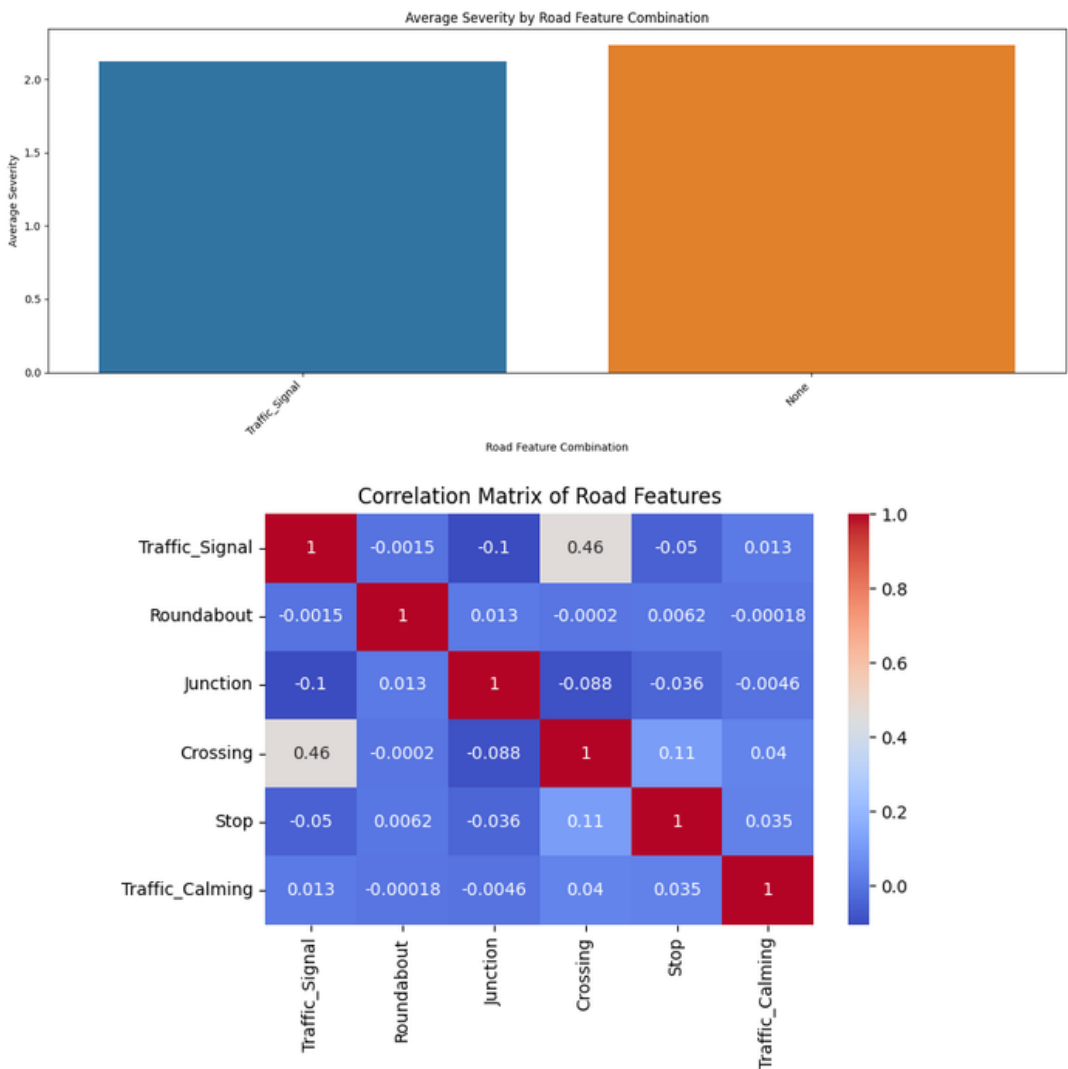 Average Severity by Road Feature Combination
2.0
1.5
1.0
0.5
0.0
Average Severity
Traffic_Signal
None
Road Feature Combination
Correlation Matrix of Road Features
Traffic_Signal 1 -0.0015 -0.1 0.46 -0.05 0.013
Roundabout -0.0015 1 0.013 -0.0002 0.0062 -0.00018
Junction -0.1 0.013 1 -0.088 -0.036 -0.0046
Crossing 0.46 -0.0002 -0.088 1 0.11 0.04
Stop -0.05 0.0062 -0.036 0.11 1 0.035
Traffic_Calming 0.013 -0.00018 -0.0046 0.04 0.035 1
Traffic_Signal
Roundabout
Junction
Crossing
Stop
Traffic_Calming
1.0
0.8
0.6
0.4
0.2
0.0